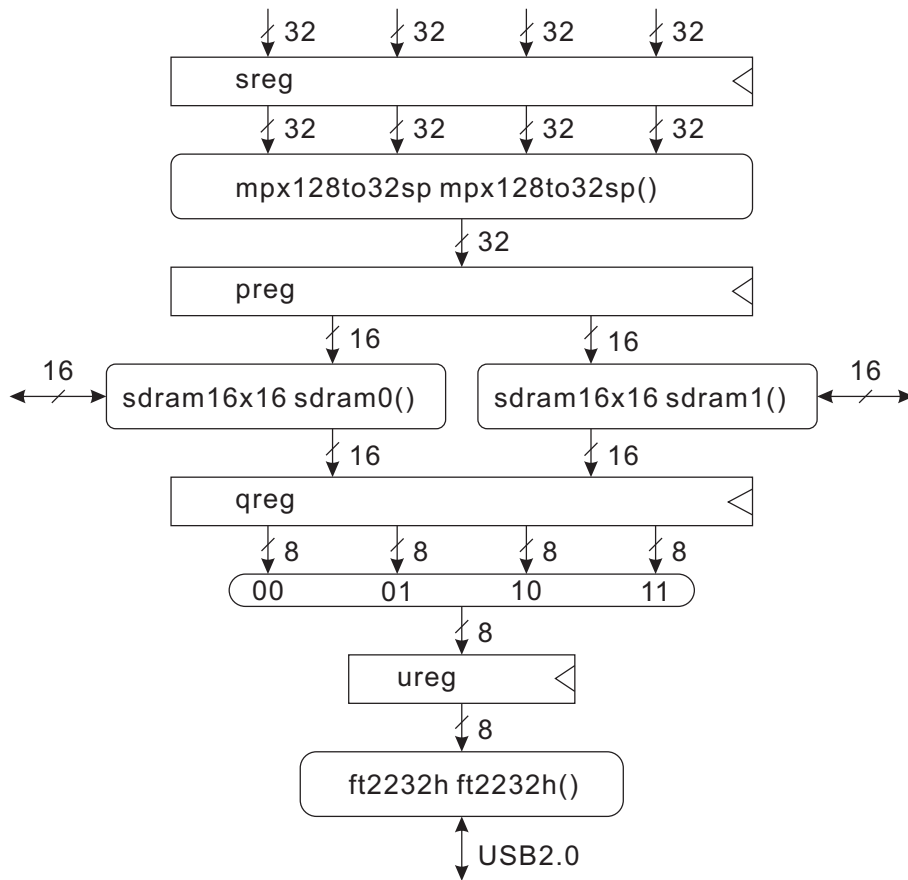 32 32 32 32
sreg
32 32 32 32
mpx128to32sp mpx128to32sp()
32
preg
16 16
16 16
sdram16x16 sdram0() sdram16x16 sdram1()
16 16
qreg
8 8 8 8
00 01 10 11
8
ureg
8
ft2232h ft2232h()
USB2.0